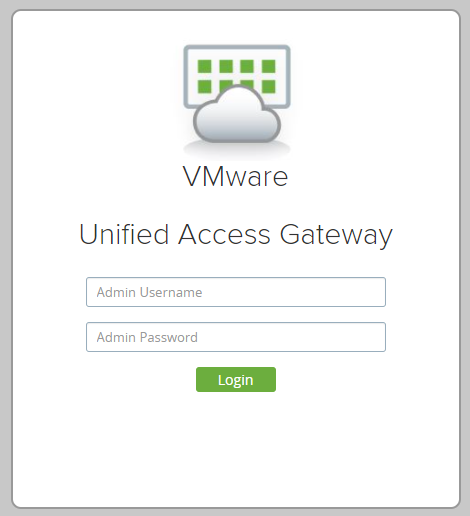 VMware
Unified Access Gateway
Admin Username
Admin Password
Login